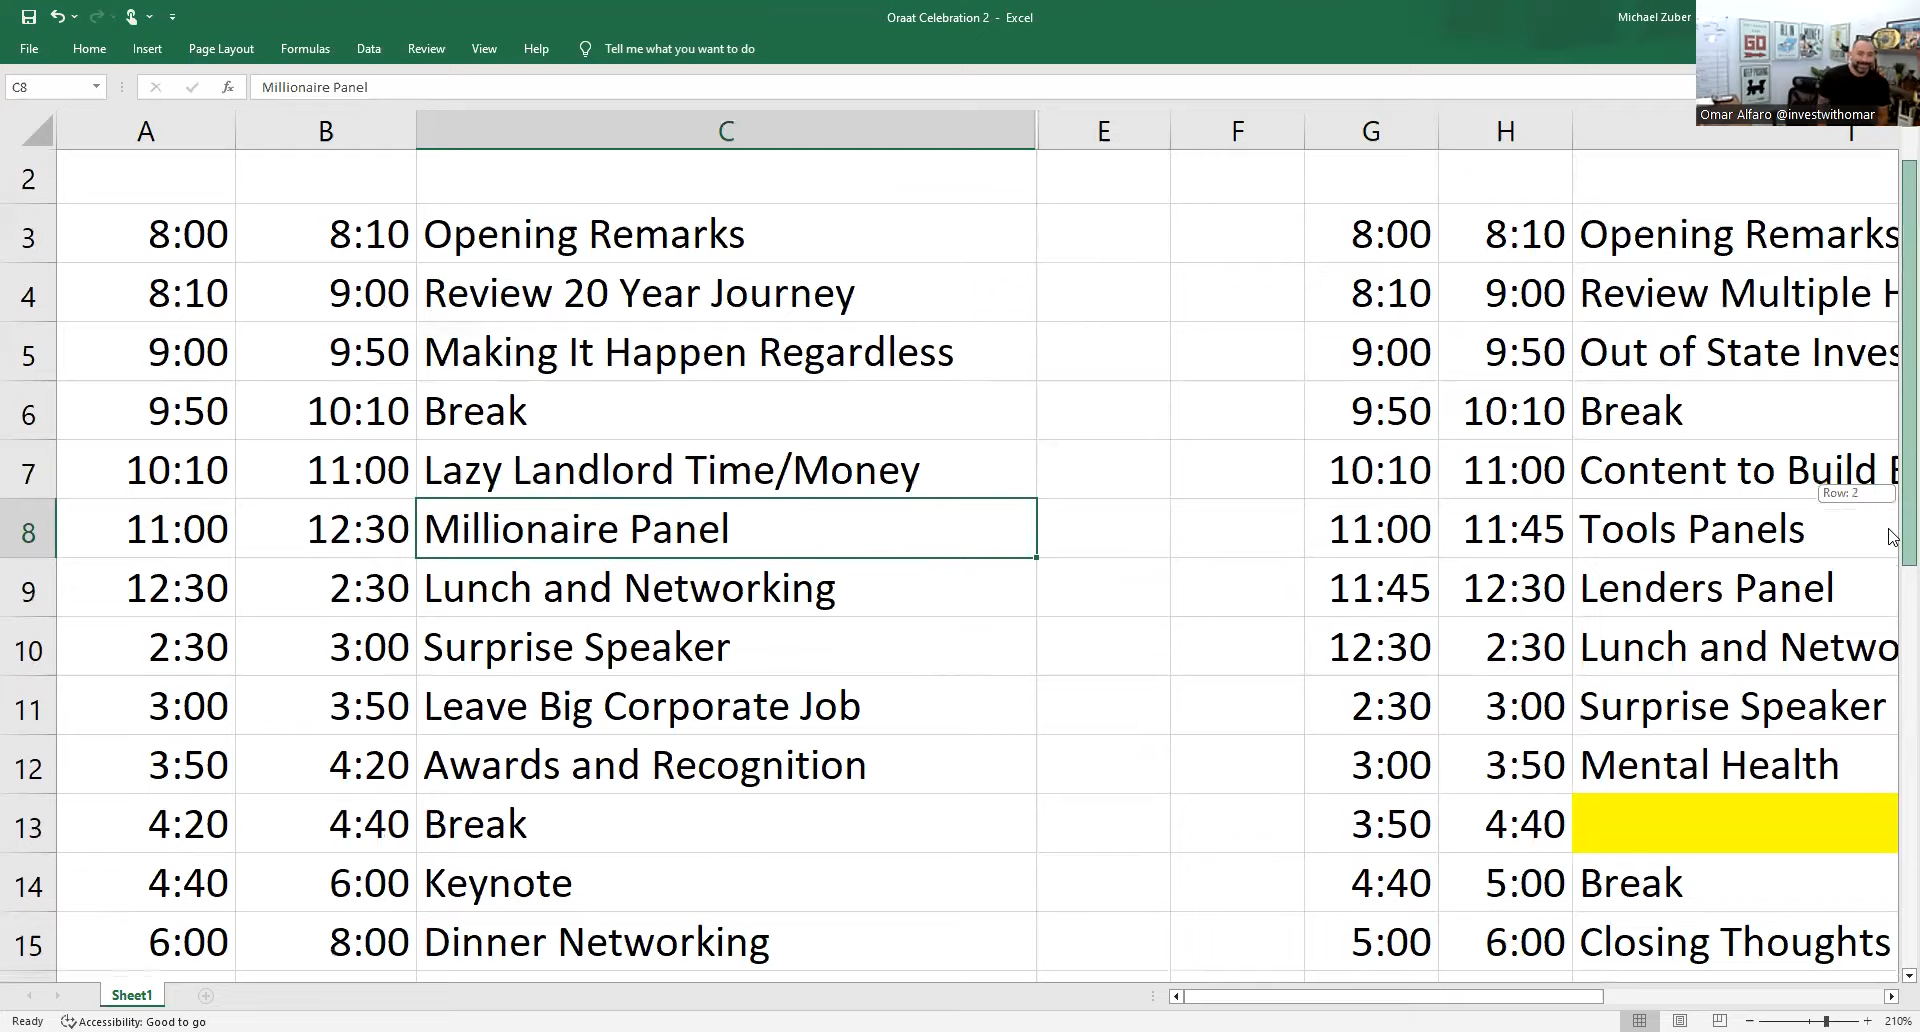 Oraat Celebration 2 - Excel
Michael Zuber
File Home Insert Page Layout Formulas Data Review View Help Tell me what you want to do
C8 fx Millionaire Panel
GO
ALL IN
MONEY
KEEP PUSHING
Omar Alfaro @investwithomar
A B C E F G H I
2
3 8:00 8:10 Opening Remarks 8:00 8:10 Opening Remarks
4 8:10 9:00 Review 20 Year Journey 8:10 9:00 Review Multiple H
5 9:00 9:50 Making It Happen Regardless 9:00 9:50 Out of State Inves
6 9:50 10:10 Break 9:50 10:10 Break
7 10:10 11:00 Lazy Landlord Time/Money 10:10 11:00 Content to Build
Row: 2
8 11:00 12:30 Millionaire Panel 11:00 11:45 Tools Panels
9 12:30 2:30 Lunch and Networking 11:45 12:30 Lenders Panel
10 2:30 3:00 Surprise Speaker 12:30 2:30 Lunch and Netwo
11 3:00 3:50 Leave Big Corporate Job 2:30 3:00 Surprise Speaker
12 3:50 4:20 Awards and Recognition 3:00 3:50 Mental Health
13 4:20 4:40 Break 3:50 4:40
14 4:40 6:00 Keynote 4:40 5:00 Break
15 6:00 8:00 Dinner Networking 5:00 6:00 Closing Thoughts
Sheet1
Ready Accessibility: Good to go 210%